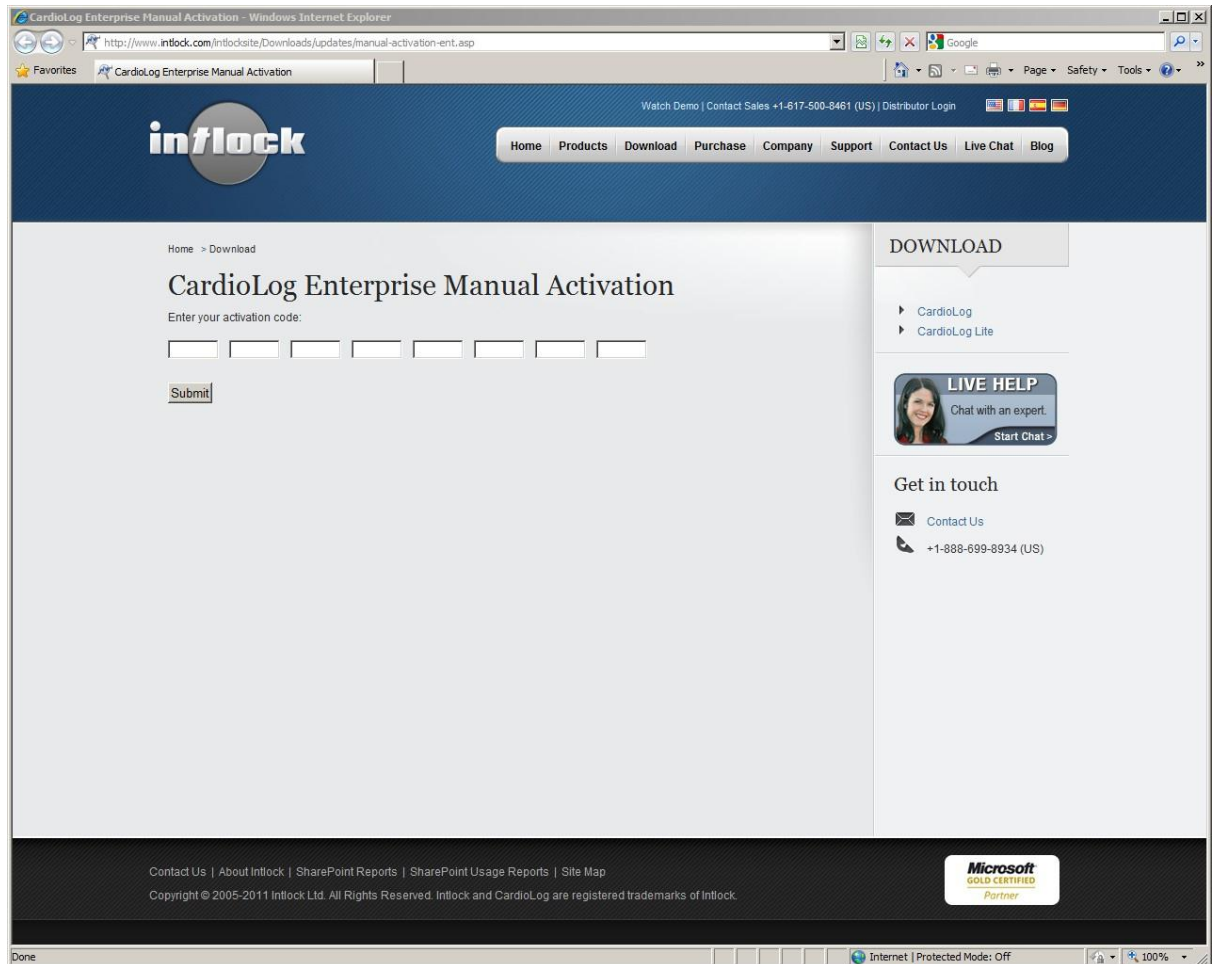 CardioLog Enterprise Manual Activation - Windows Internet Explorer
http://www.intlock.com/intlocksite/Downloads/updates/manual-activation-ent.asp
Google
Favorites
CardioLog Enterprise Manual Activation
Page
Safety
Tools
Watch Demo | Contact Sales +1-617-500-8461 (US) | Distributor Login
intlock
Home Products Download Purchase Company Support Contact Us Live Chat Blog
Home > Download
CardioLog Enterprise Manual Activation
Enter your activation code:
Submit
DOWNLOAD
CardioLog
CardioLog Lite
LIVE HELP
Chat with an expert.
Start Chat >
Get in touch
Contact Us
+1-888-699-8934 (US)
Contact Us | About Intlock | SharePoint Reports | SharePoint Usage Reports | Site Map
Copyright © 2005-2011 Intlock Ltd. All Rights Reserved. Intlock and CardioLog are registered trademarks of Intlock.
Microsoft
GOLD CERTIFIED
Partner
Done
Internet | Protected Mode: Off
100%